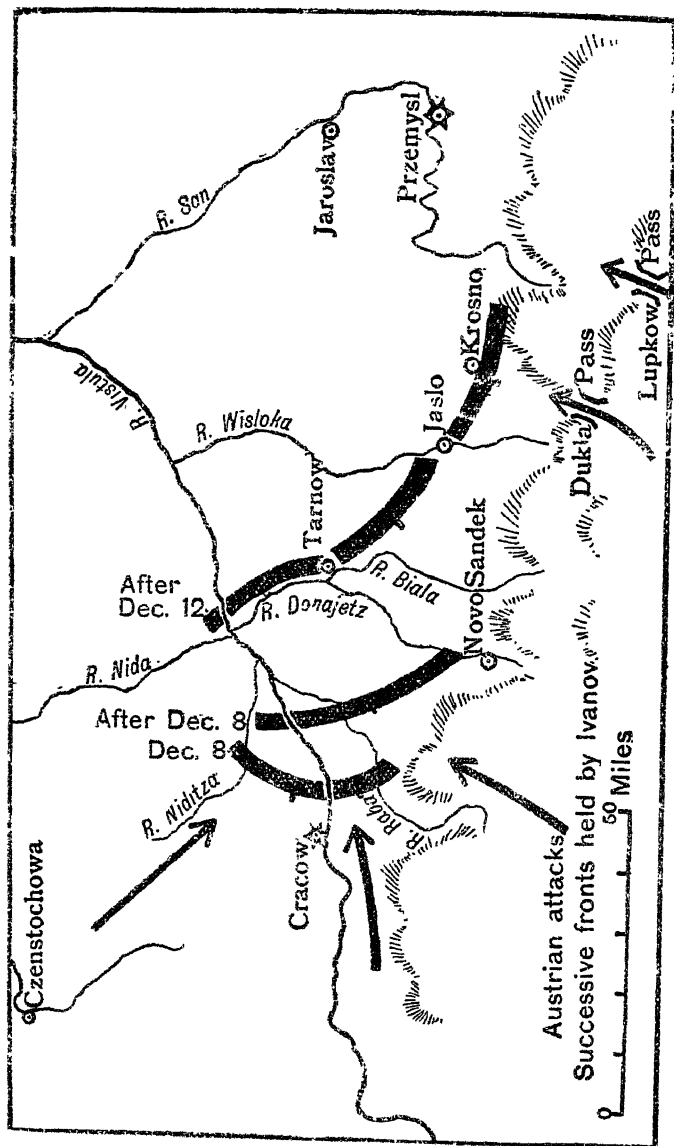 Czenstochowa
R. Niditza
Cracow
R. Raba
Dec. 8
After Dec. 8
R. Nida
After
Dec. 12
R. Donajetz
R. Biala
Novo Sandek
Tarnow
R. Wisloka
Jaslo
Krosno
R. Vistula
R. San
Jaroslav
Przemysl
Dukla Pass
Lupkow Pass
Austrian attacks
Successive fronts held by Ivanov
0 50
Miles